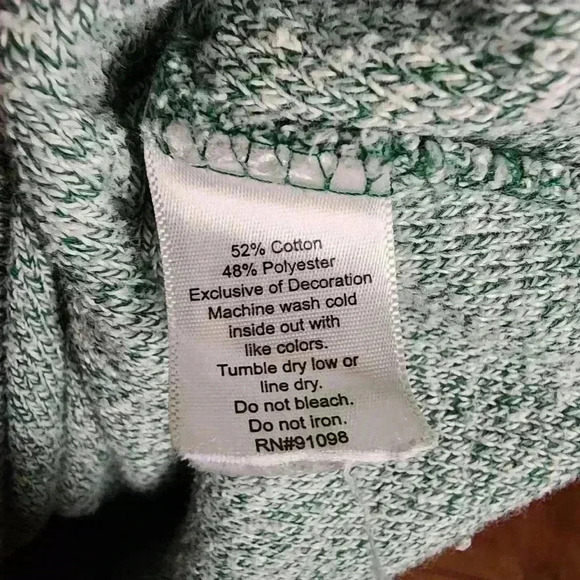 52% Cotton
48% Polyester
Exclusive of Decoration
Machine wash cold
inside out with
like colors.
Tumble dry low or
line dry.
Do not bleach.
Do not iron.
RN#91098